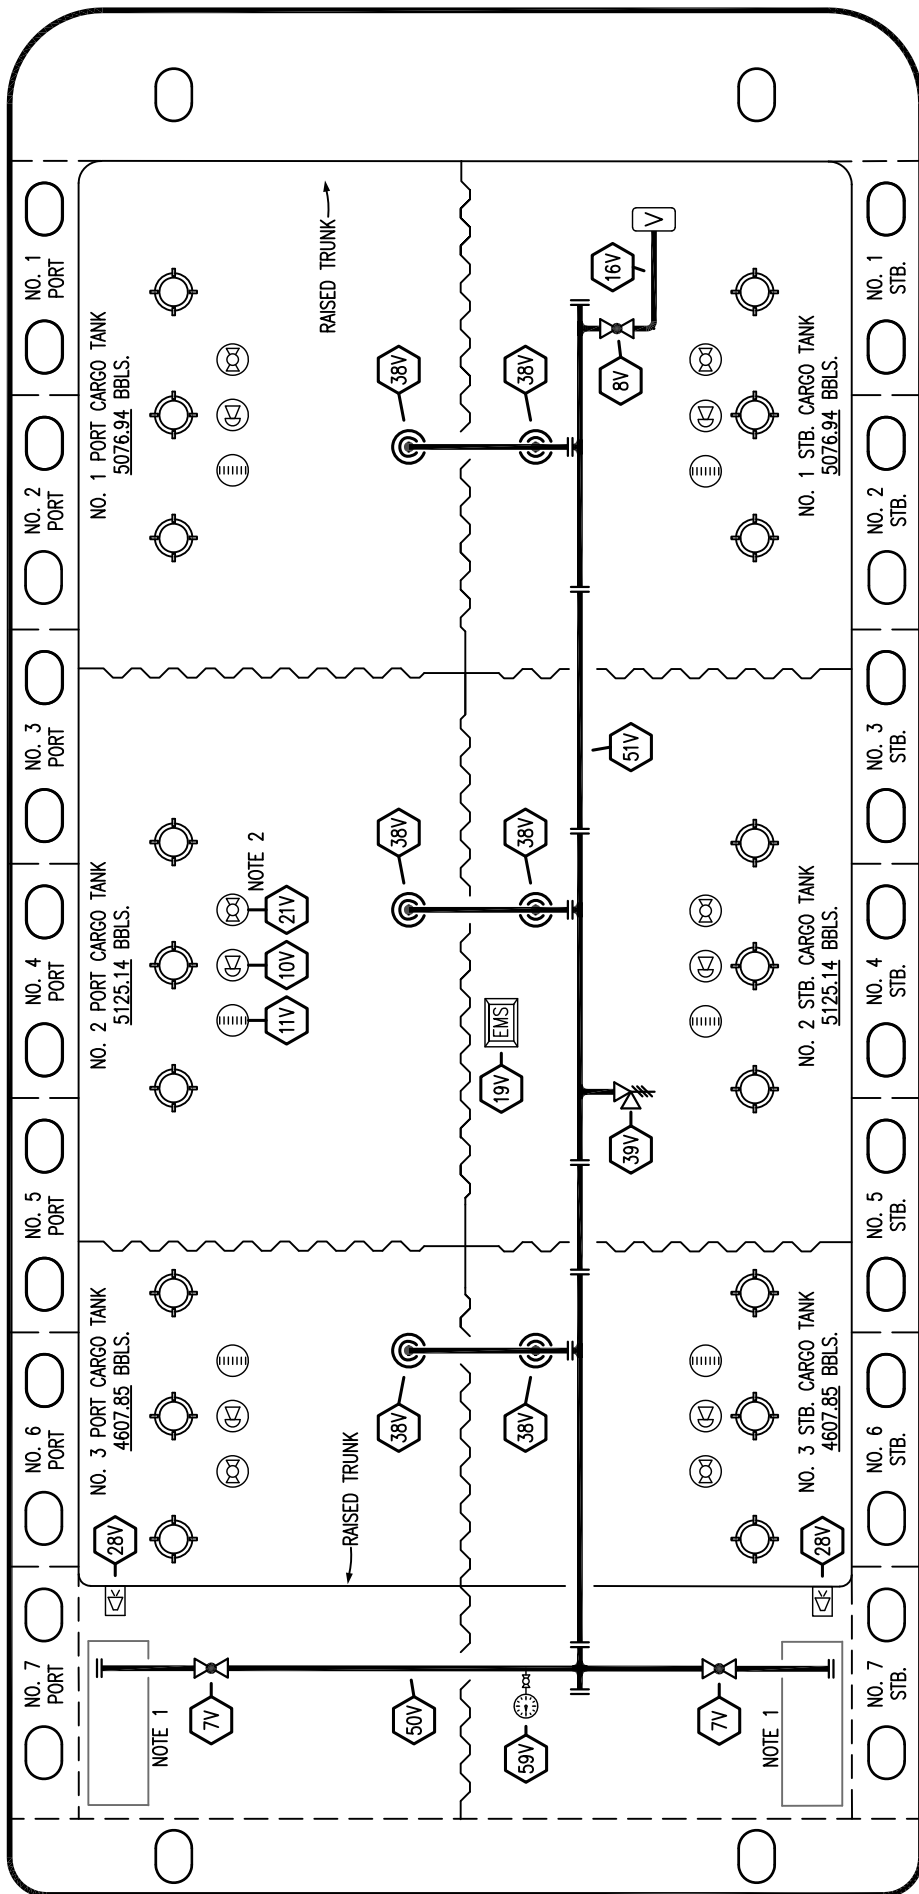 NO. 1
PORT
NO. 2
PORT
NO. 3
PORT
NO. 4
PORT
NO. 5
PORT
NO. 6
PORT
NO. 7
PORT
NO. 1 PORT CARGO TANK
5076.94 BBLS.
RAISED TRUNK
38V
38V
16V
V
8V
NO. 1 STB. CARGO TANK
5076.94 BBLS.
NO. 2 PORT CARGO TANK
5125.14 BBLS.
NOTE 2
21V
10V
11V
38V
38V
51V
EMS
19V
39V
NO. 2 STB. CARGO TANK
5125.14 BBLS.
NO. 3 PORT CARGO TANK
4607.85 BBLS.
38V
38V
28V
RAISED TRUNK
NO. 3 STB. CARGO TANK
4607.85 BBLS.
28V
NOTE 1
7V
50V
59V
7V
NOTE 1
NO. 1
STB.
NO. 2
STB.
NO. 3
STB.
NO. 4
STB.
NO. 5
STB.
NO. 6
STB.
NO. 7
STB.